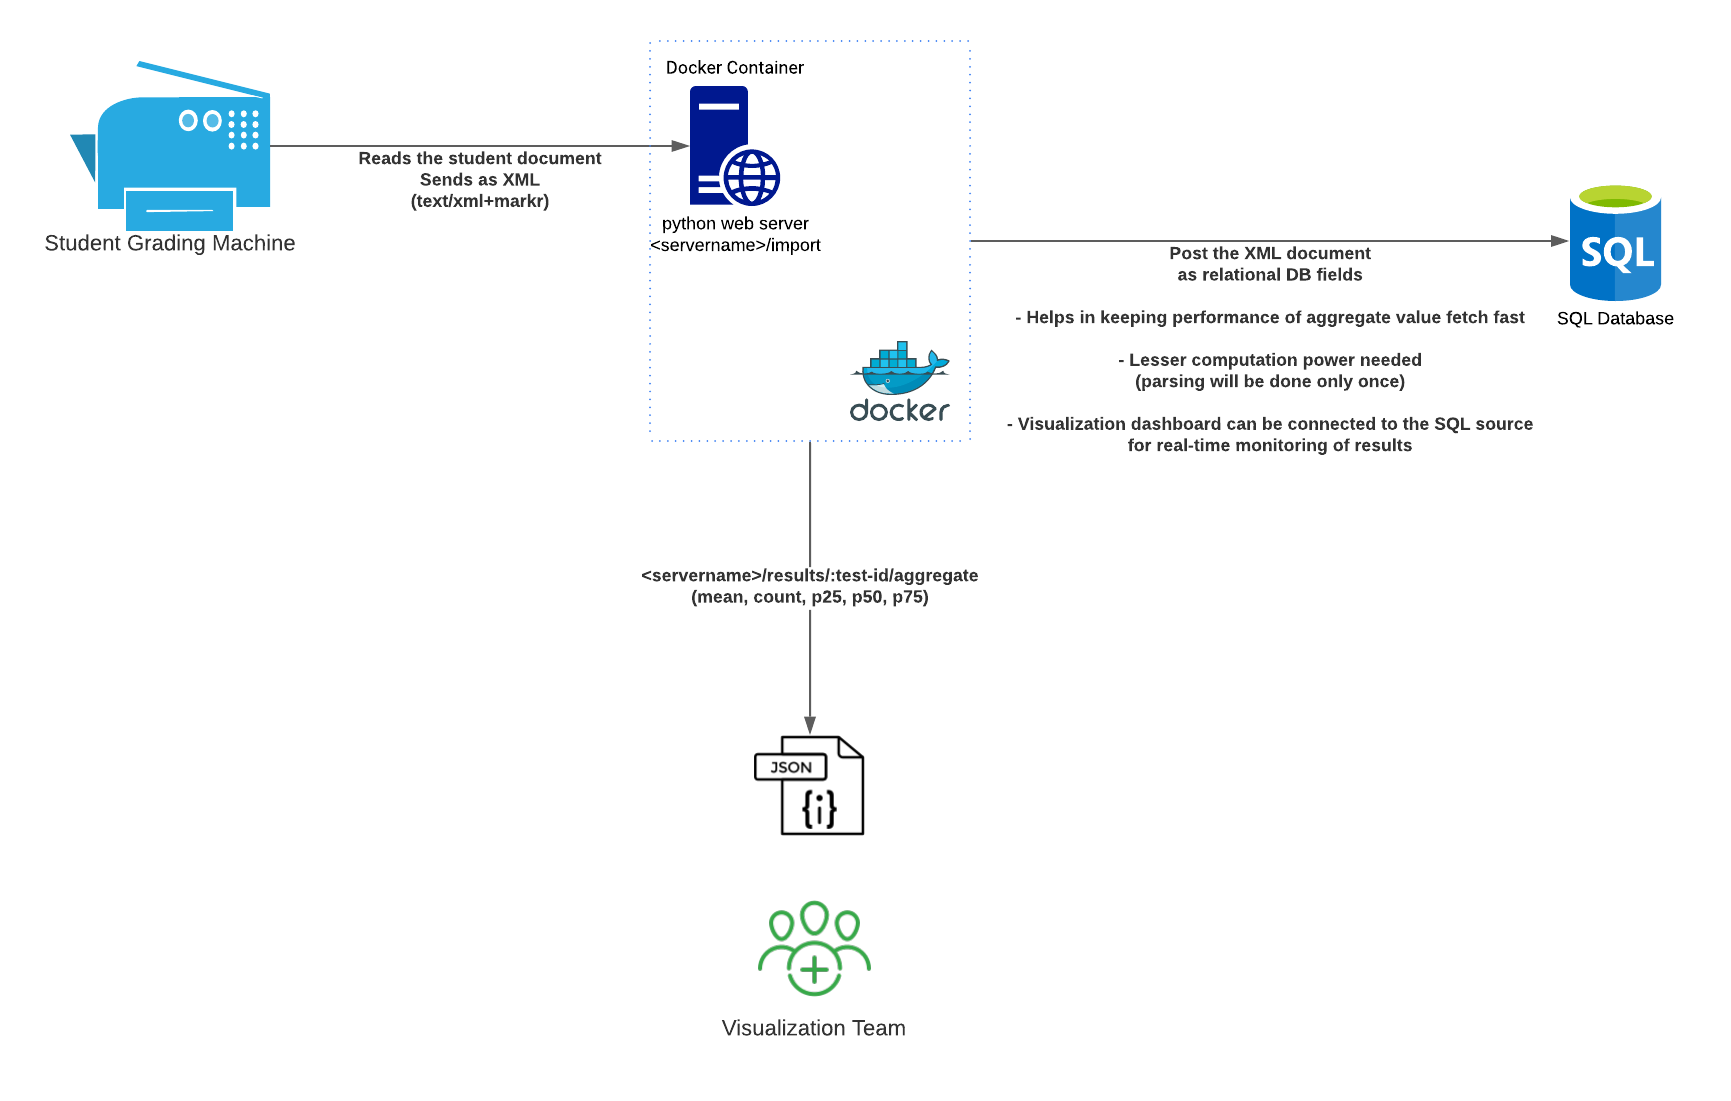 Docker Container
Reads the student document
Sends as XML
(text/xml+markr)
Student Grading Machine
python web server
<servername>/import
docker
Post the XML document
as relational DB fields
- Helps in keeping performance of aggregate value fetch fast
- Lesser computation power needed
(parsing will be done only once)
- Visualization dashboard can be connected to the SQL source
for real-time monitoring of results
SQL
SQL Database
<servername>/results/:test-id/aggregate
(mean, count, p25, p50, p75)
JSON
{i}
Visualization Team